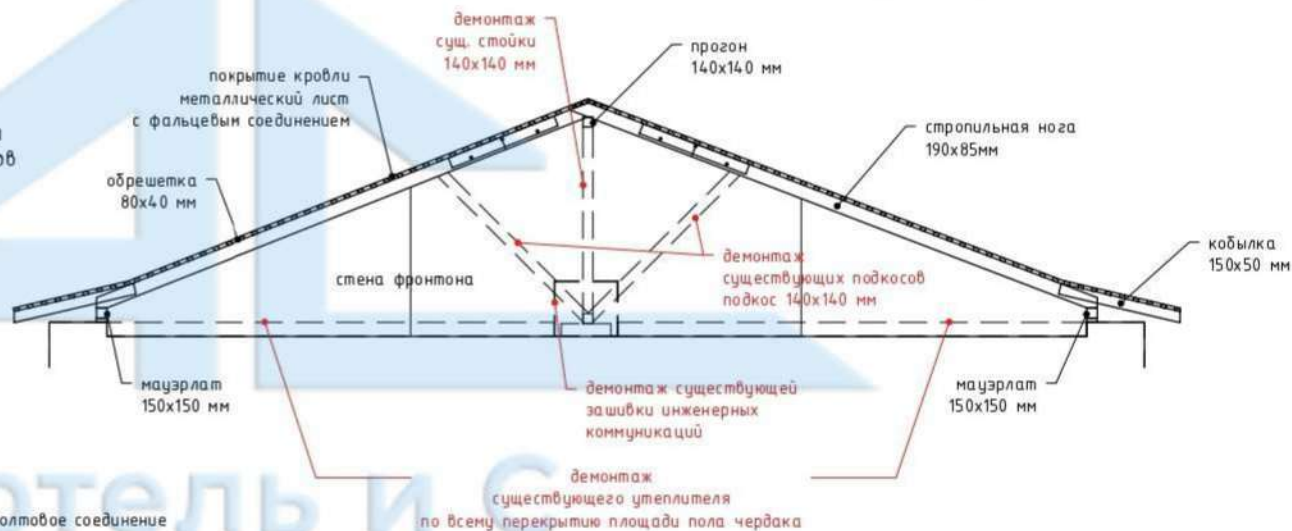 демонтаж
сущ. стойки
140х140 мм
прогон
140х140 мм
покрытие кровли
металлический лист
с фальцевым соединением
стропильная нога
190х85мм
обрешетка
80х40 мм
кобылка
150х50 мм
стена фронтона
демонтаж
существующих подкосов
подкос 140х140 мм
мауэрлат
150х150 мм
демонтаж существующей
зашивки инженерных
коммуникаций
мауэрлат
150х150 мм
демонтаж
существующего утеплителя
по всему перекрытию площади пола чердака
соединение